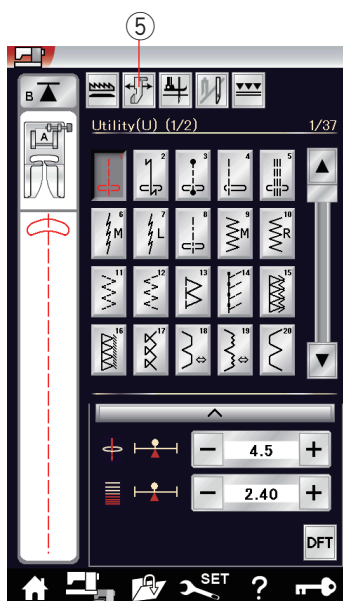 ⑤
B
A
Utility(U) (1/2) 1/37
1 2 3 4 5
6 M 7 L 8 9 M 10 R
11 12 13 14 15
16 17 18 19 20
− 4.5 +
− 2.40 +
DFT
SET ?